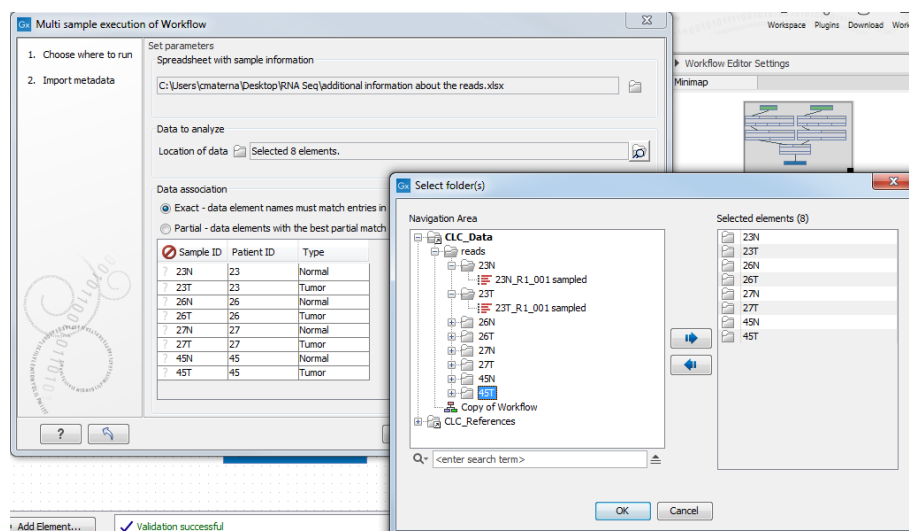 Gx Multi sample execution of Workflow
1. Choose where to run
2. Import metadata
Set parameters
Spreadsheet with sample information
C:\Users\cmaterna\Desktop\RNA Seq\additional information about the reads.xlsx
Data to analyze
Location of data Selected 8 elements.
Data association
Exact - data element names must match entries in
Partial - data elements with the best partial match
Sample ID Patient ID Type
? 23N 23 Normal
? 23T 23 Tumor
? 26N 26 Normal
? 26T 26 Tumor
? 27N 27 Normal
? 27T 27 Tumor
? 45N 45 Normal
? 45T 45 Tumor
?
Workspace Plugins Download Work
Workflow Editor Settings
Minimap
Gx Select folder(s)
Navigation Area
CLC_Data
reads
23N
23N_R1_001 sampled
23T
23T_R1_001 sampled
26N
26T
27N
27T
45N
45T
Copy of Workflow
CLC_References
<enter search term>
Selected elements (8)
23N
23T
26N
26T
27N
27T
45N
45T
OK Cancel
Add Element...
Validation successful